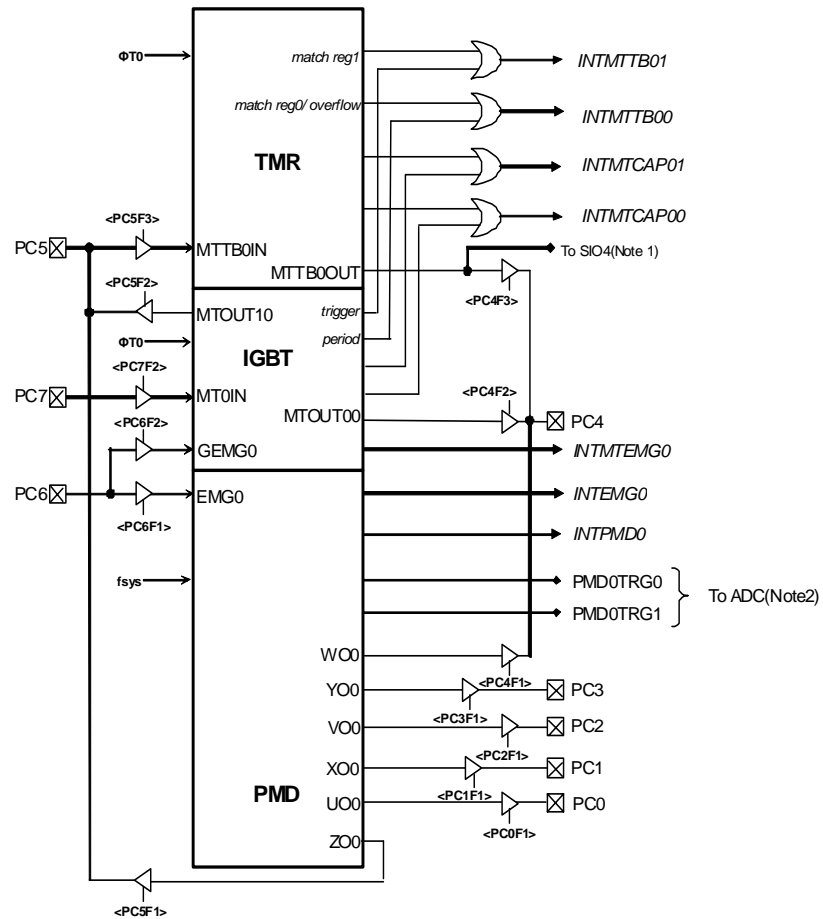 ΦT0
match reg1
INTMTTB01
match reg0/ overflow
INTMTTB00
TMR
INTMTCAP01
<PC5F3>
INTMTCAP00
PC5
MTTB0IN
To SIO4(Note 1)
MTTB0OUT
<PC5F2>
<PC4F3>
MTOUT10
trigger
ΦT0
period
IGBT
<PC7F2>
<PC4F2>
PC7
MT0IN
MTOUT00
PC4
<PC6F2>
GEMG0
INTMTEMG0
PC6
EMG0
INTEMG0
<PC6F1>
INTPMD0
fsys
PMD0TRG0
To ADC(Note2)
PMD0TRG1
WO0
<PC4F1>
YO0
PC3
<PC3F1>
VO0
PC2
<PC2F1>
XO0
PC1
PMD
<PC1F1>
UO0
PC0
<PC0F1>
ZO0
<PC5F1>